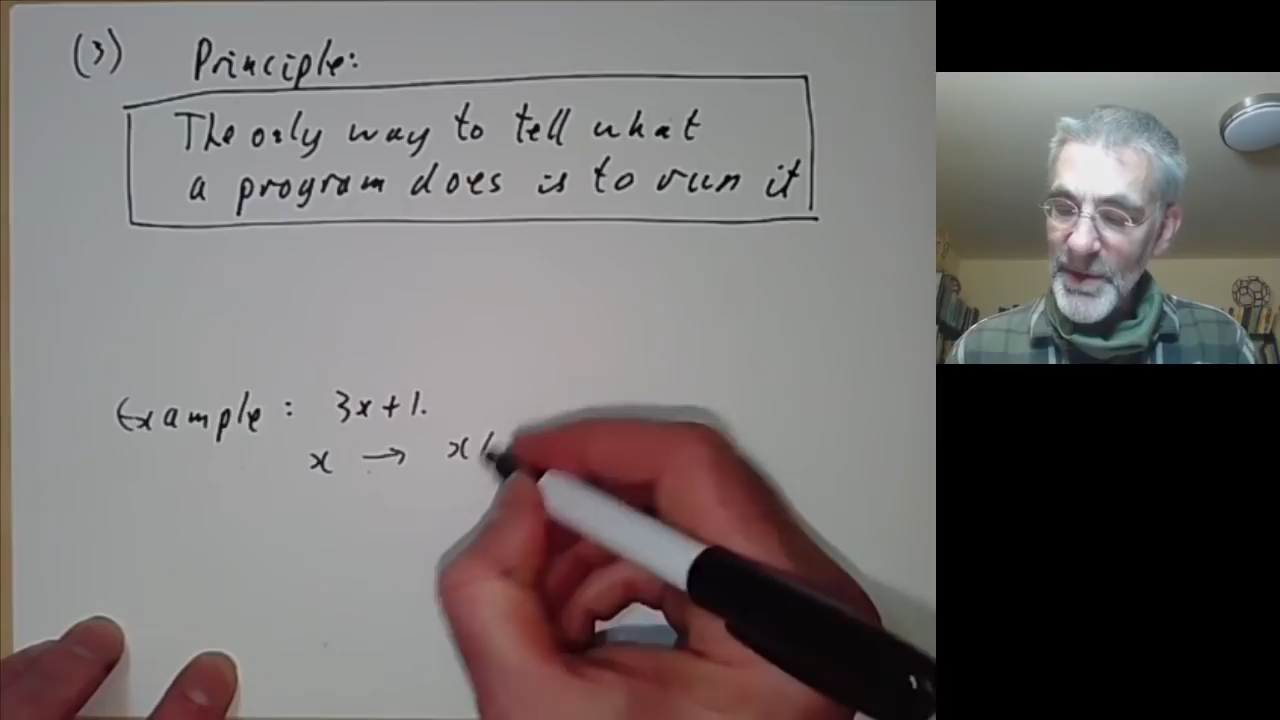 (3) Principle:
The only way to tell what
a program does is to run it
Example: 3x+1.
x → x/